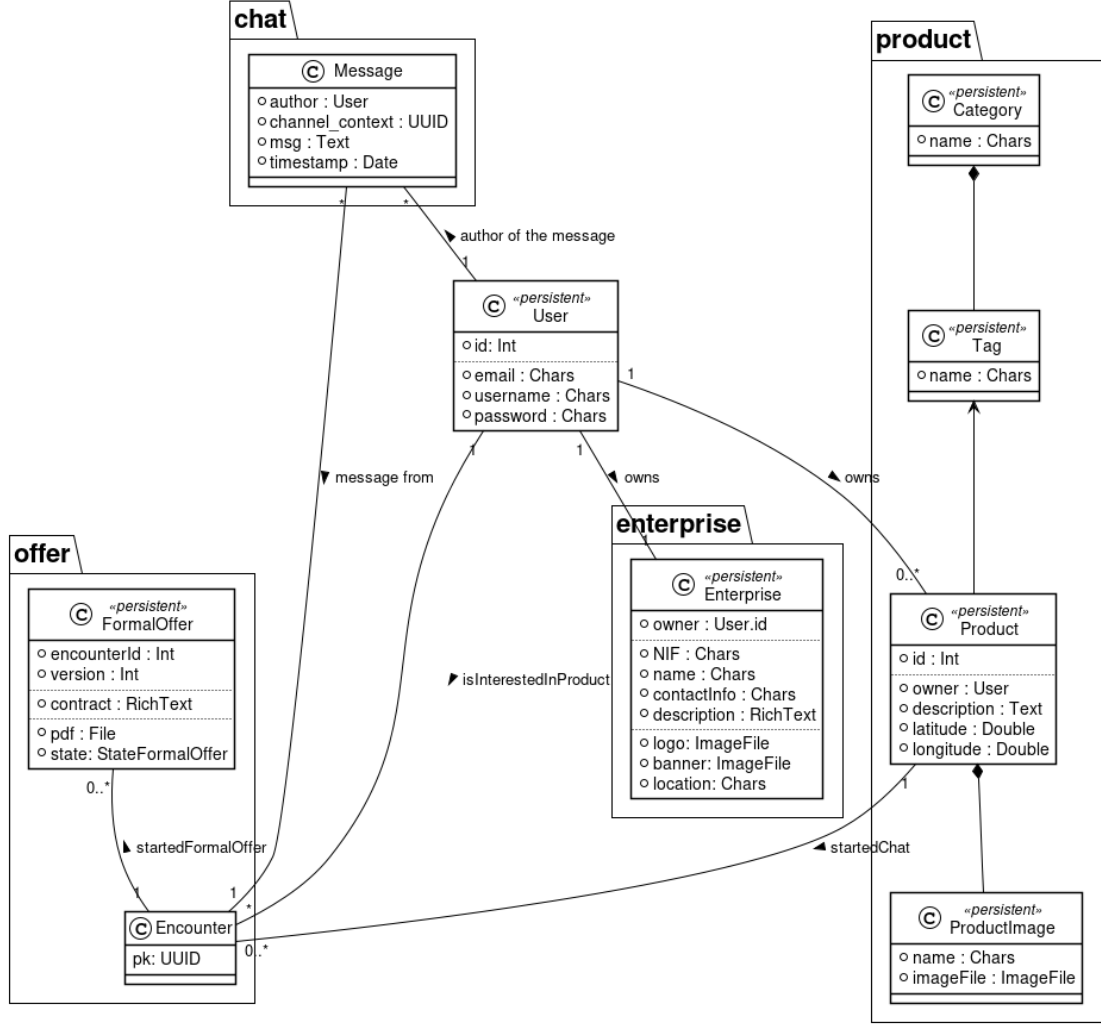 chat
C Message
author : User
channel_context : UUID
msg : Text
timestamp : Date
product
C «persistent»
Category
name : Chars
* *
author of the message
1
C «persistent»
User
id: Int
email : Chars
username : Chars
password : Chars
C «persistent»
Tag
name : Chars
1
1 1
message from
owns
owns
enterprise
1
C «persistent»
Enterprise
owner : User.id
NIF : Chars
name : Chars
contactInfo : Chars
description : RichText
logo: ImageFile
banner: ImageFile
location: Chars
offer
C «persistent»
FormalOffer
encounterId : Int
version : Int
contract : RichText
pdf : File
state: StateFormalOffer
0..*
isInterestedInProduct
0..*
C «persistent»
Product
id : Int
owner : User
description : Text
latitude : Double
longitude : Double
1
startedFormalOffer
startedChat
1 1
*
0..*
C Encounter
pk: UUID
C «persistent»
ProductImage
name : Chars
imageFile : ImageFile